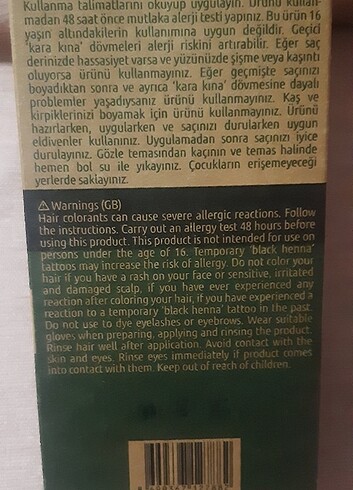 Kullanma talimatlarını okuyup uygulayın. Ürünü kullan-
madan 48 saat önce mutlaka alerji testi yapınız. Bu ürün 16
yaşın altındakilerin kullanımına uygun değildir. Geçici
'kara kına' dövmeleri alerji riskini artırabilir. Eğer saç
derinizde hassasiyet varsa ve yüzünüzde şişme veya kaşıntı
oluyorsa ürünü kullanmayınız. Eğer geçmişte saçınızı
boyadıktan sonra ve ayrıca 'kara kına' dövmesine dayalı
problemler yaşadıysanız ürünü kullanmayınız. Kaş ve
kirpiklerinizi boyamak için ürünü kullanmayınız. Ürünü
hazırlarken, uygularken ve saçınızı durularken uygun
eldivenler kullanın. Uygulamadan sonra saçınızı iyice
durulayınız. Gözle temasından kaçının ve temas halinde
hemen bol su ile yıkayınız. Çocukların erişemeyeceği
yerlerde saklayınız.
⚠ Warnings (GB)
Hair colorants can cause severe allergic reactions. Follow
the instructions. Carry out an allergy test 48 hours before
using this product. This product is not intended for use on
persons under the age of 16. Temporary 'black henna'
tattoos may increase the risk of allergy. Do not color your
hair if you have a rash on your face or sensitive, irritated
and damaged scalp, if you have ever experienced any
reaction after coloring your hair, if you have experienced a
reaction to a temporary 'black henna' tattoo in the past.
Do not use to dye eyelashes or eyebrows. Wear suitable
gloves when preparing, applying and rinsing the product.
Rinse hair well after application. Avoid contact with the
skin and eyes. Rinse eyes immediately if product comes
into contact with them. Keep out of reach of children.